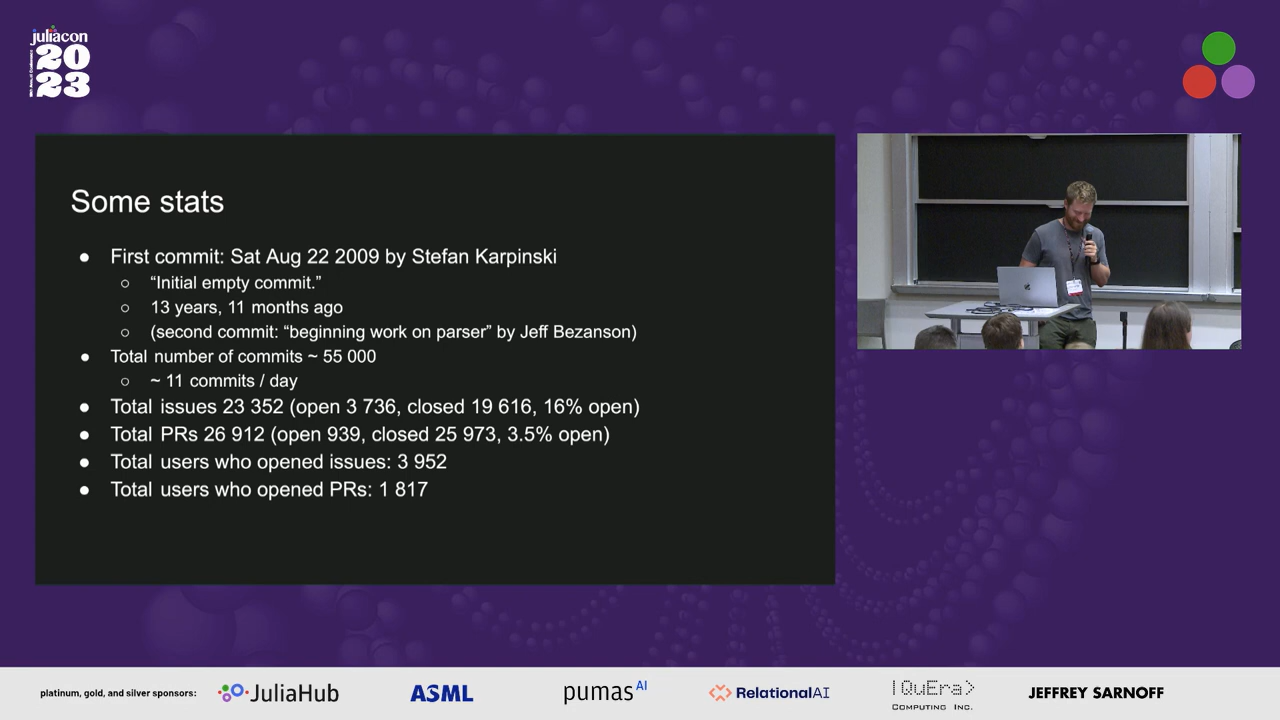 juliacon
20
23
Some stats
● First commit: Sat Aug 22 2009 by Stefan Karpinski
○ “Initial empty commit.”
○ 13 years, 11 months ago
○ (second commit: “beginning work on parser” by Jeff Bezanson)
● Total number of commits ~ 55 000
○ ~ 11 commits / day
● Total issues 23 352 (open 3 736, closed 19 616, 16% open)
● Total PRs 26 912 (open 939, closed 25 973, 3.5% open)
● Total users who opened issues: 3 952
● Total users who opened PRs: 1 817
platinum, gold, and silver sponsors:
JuliaHub
ASML
pumasAI
RelationalAI
|QuEra>
COMPUTING INC.
JEFFREY SARNOFF